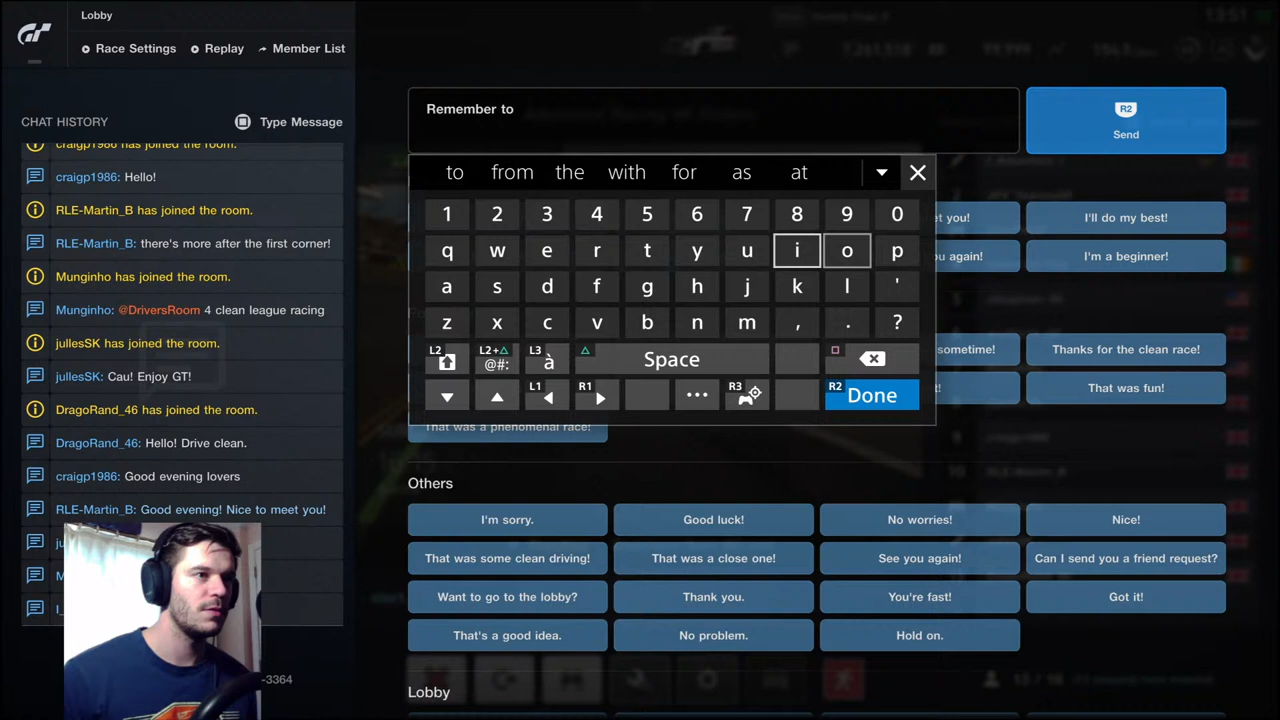 Lobby
Race Settings Replay Member List
CHAT HISTORY Type Message
craigp1986 has joined the room.
craigp1986: Hello!
RLE-Martin_B has joined the room.
RLE-Martin_B: there's more after the first corner!
Munginho has joined the room.
Munginho: @DriversRoom 4 clean league racing
jullesSK has joined the room.
jullesSK: Cau! Enjoy GT!
DragoRand_46 has joined the room.
DragoRand_46: Hello! Drive clean.
craigp1986: Good evening lovers
RLE-Martin_B: Good evening! Nice to meet you!
ju
M
I_
-3364
Remember to
R2
Send
to from the with for as at
1 2 3 4 5 6 7 8 9 0
q w e r t y u i o p
a s d f g h j k l '
z x c v b n m , . ?
L2 L2+△ @#: L3 à △ Space
L1 R1 ... R3 R2 Done
et you! I'll do my best!
ou again! I'm a beginner!
sometime! Thanks for the clean race!
t! That was fun!
That was a phenomenal race!
Others
I'm sorry. Good luck! No worries! Nice!
That was some clean driving! That was a close one! See you again! Can I send you a friend request?
Want to go to the lobby? Thank you. You're fast! Got it!
That's a good idea. No problem. Hold on.
Lobby